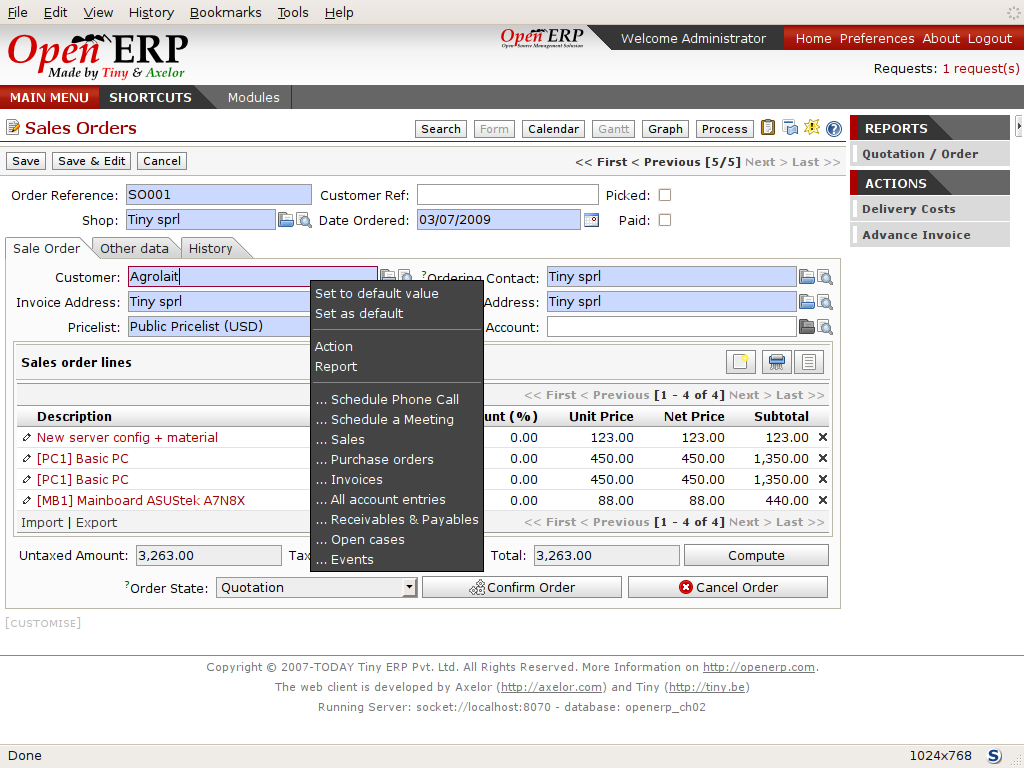 File Edit View History Bookmarks Tools Help
Open ERP
Made by Tiny & Axelor
Open ERP
Open Source Management Solution
Welcome Administrator
Home Preferences About Logout
Requests: 1 request(s)
MAIN MENU SHORTCUTS Modules
Sales Orders
Search Form Calendar Gantt Graph Process
REPORTS
Quotation / Order
ACTIONS
Delivery Costs
Advance Invoice
Save Save & Edit Cancel
<< First < Previous [5/5] Next > Last >>
Order Reference: SO001 Customer Ref: Picked:
Shop: Tiny sprl Date Ordered: 03/07/2009 Paid:
Sale Order Other data History
Customer: Agrolait ?Ordering Contact: Tiny sprl
Invoice Address: Tiny sprl Address: Tiny sprl
Pricelist: Public Pricelist (USD) Account:
Set to default value
Set as default
Action
Report
... Schedule Phone Call
... Schedule a Meeting
... Sales
... Purchase orders
... Invoices
... All account entries
... Receivables & Payables
... Open cases
... Events
Sales order lines
<< First < Previous [1 - 4 of 4] Next > Last >>
Description unt (%) Unit Price Net Price Subtotal
New server config + material 0.00 123.00 123.00 123.00
[PC1] Basic PC 0.00 450.00 450.00 1,350.00
[PC1] Basic PC 0.00 450.00 450.00 1,350.00
[MB1] Mainboard ASUStek A7N8X 0.00 88.00 88.00 440.00
Import | Export << First < Previous [1 - 4 of 4] Next > Last >>
Untaxed Amount: 3,263.00 Tax Total: 3,263.00 Compute
?Order State: Quotation Confirm Order Cancel Order
[CUSTOMISE]
Copyright © 2007-TODAY Tiny ERP Pvt. Ltd. All Rights Reserved. More Information on http://openerp.com.
The web client is developed by Axelor (http://axelor.com) and Tiny (http://tiny.be)
Running Server: socket://localhost:8070 - database: openerp_ch02
Done 1024x768 S